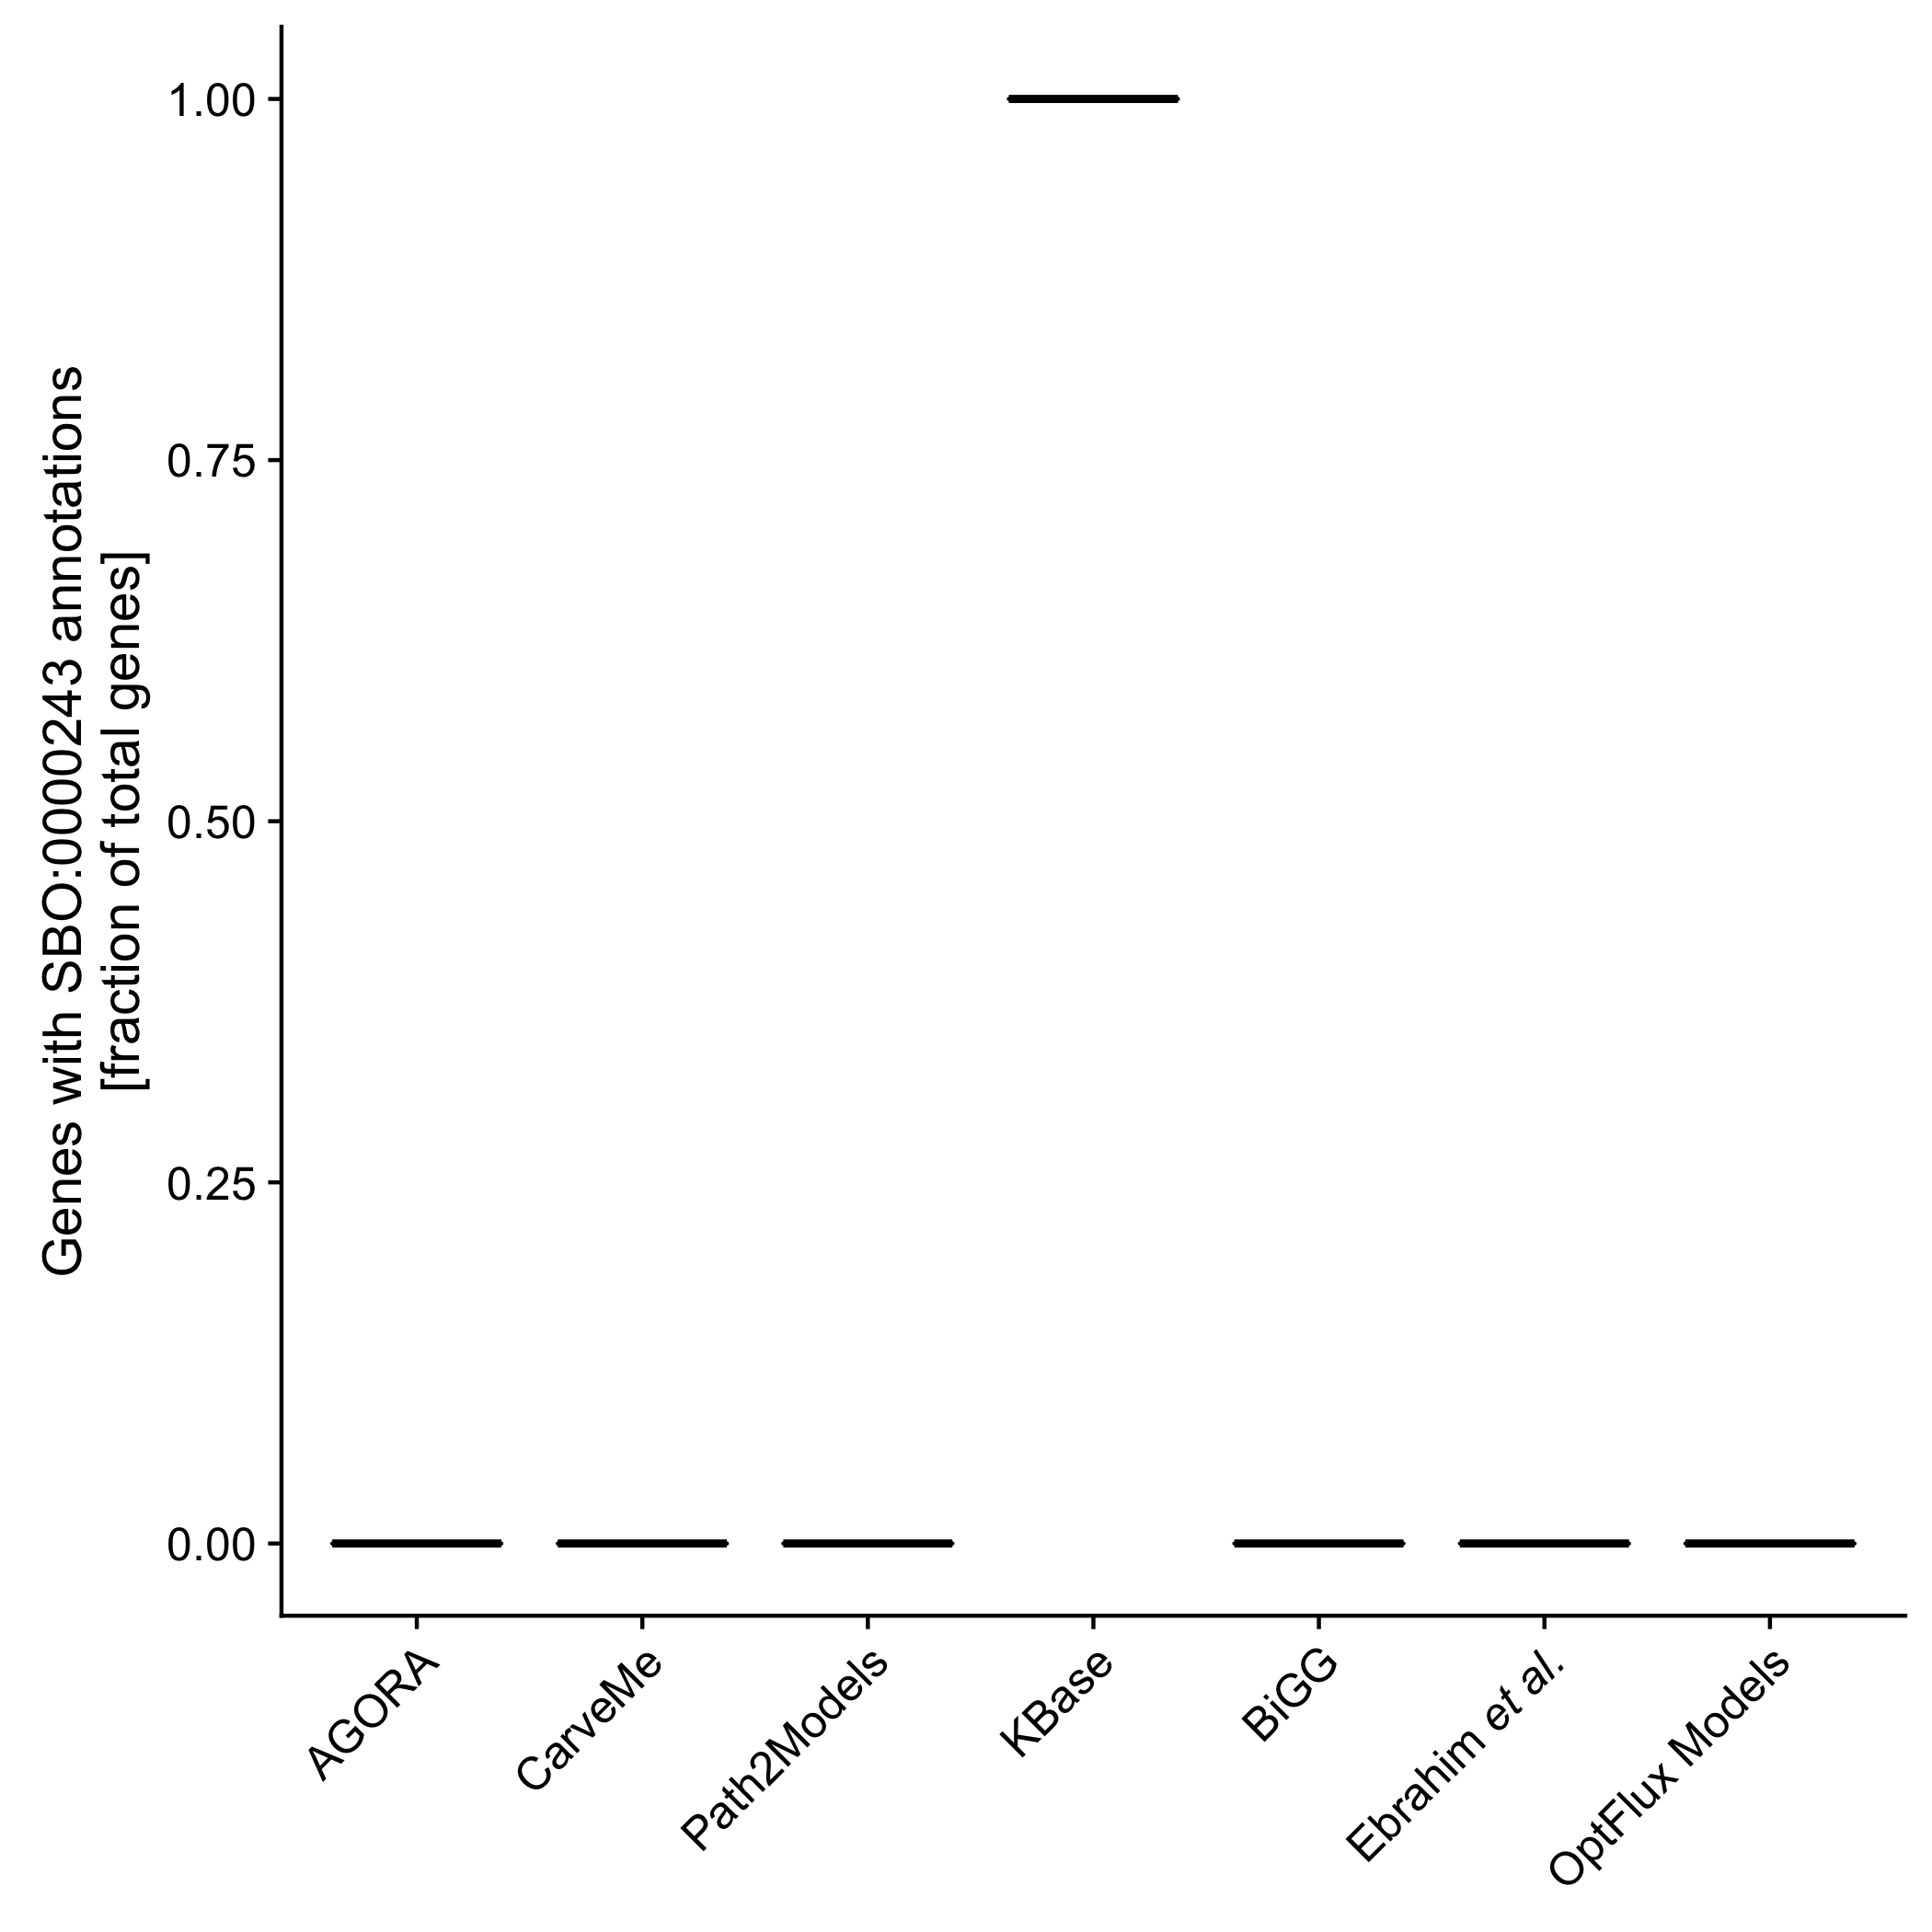 Genes with SBO:0000243 annotations
[fraction of total genes]
1.00
0.75
0.50
0.25
0.00
AGORA
CarveMe
Path2Models
KBase
BiGG
Ebrahim et al.
OptFlux Models